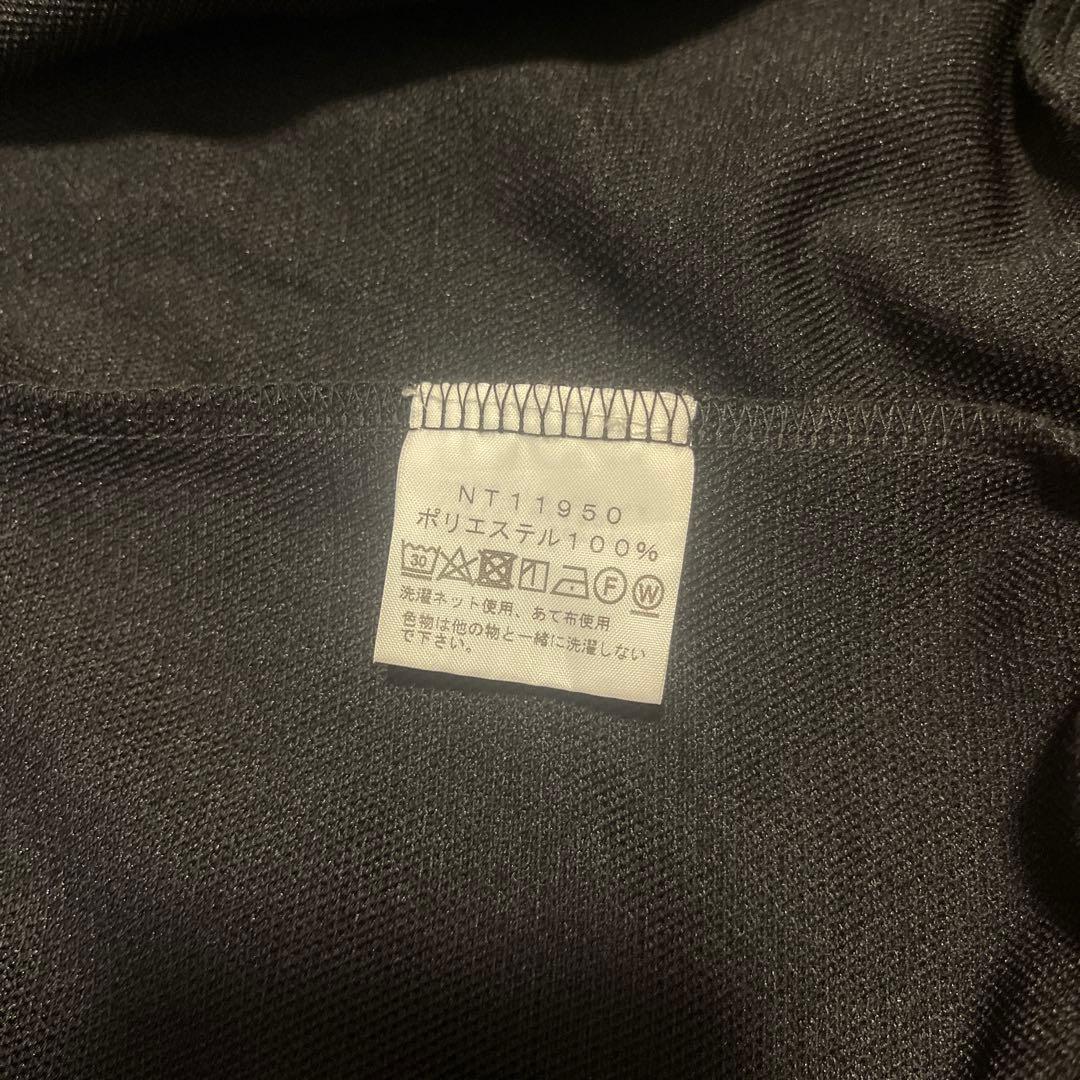 NT11950
ポリエステル100%
30 1 F W
洗濯ネット使用、あて布使用
色物は他の物と一緒に洗濯しない
で下さい。